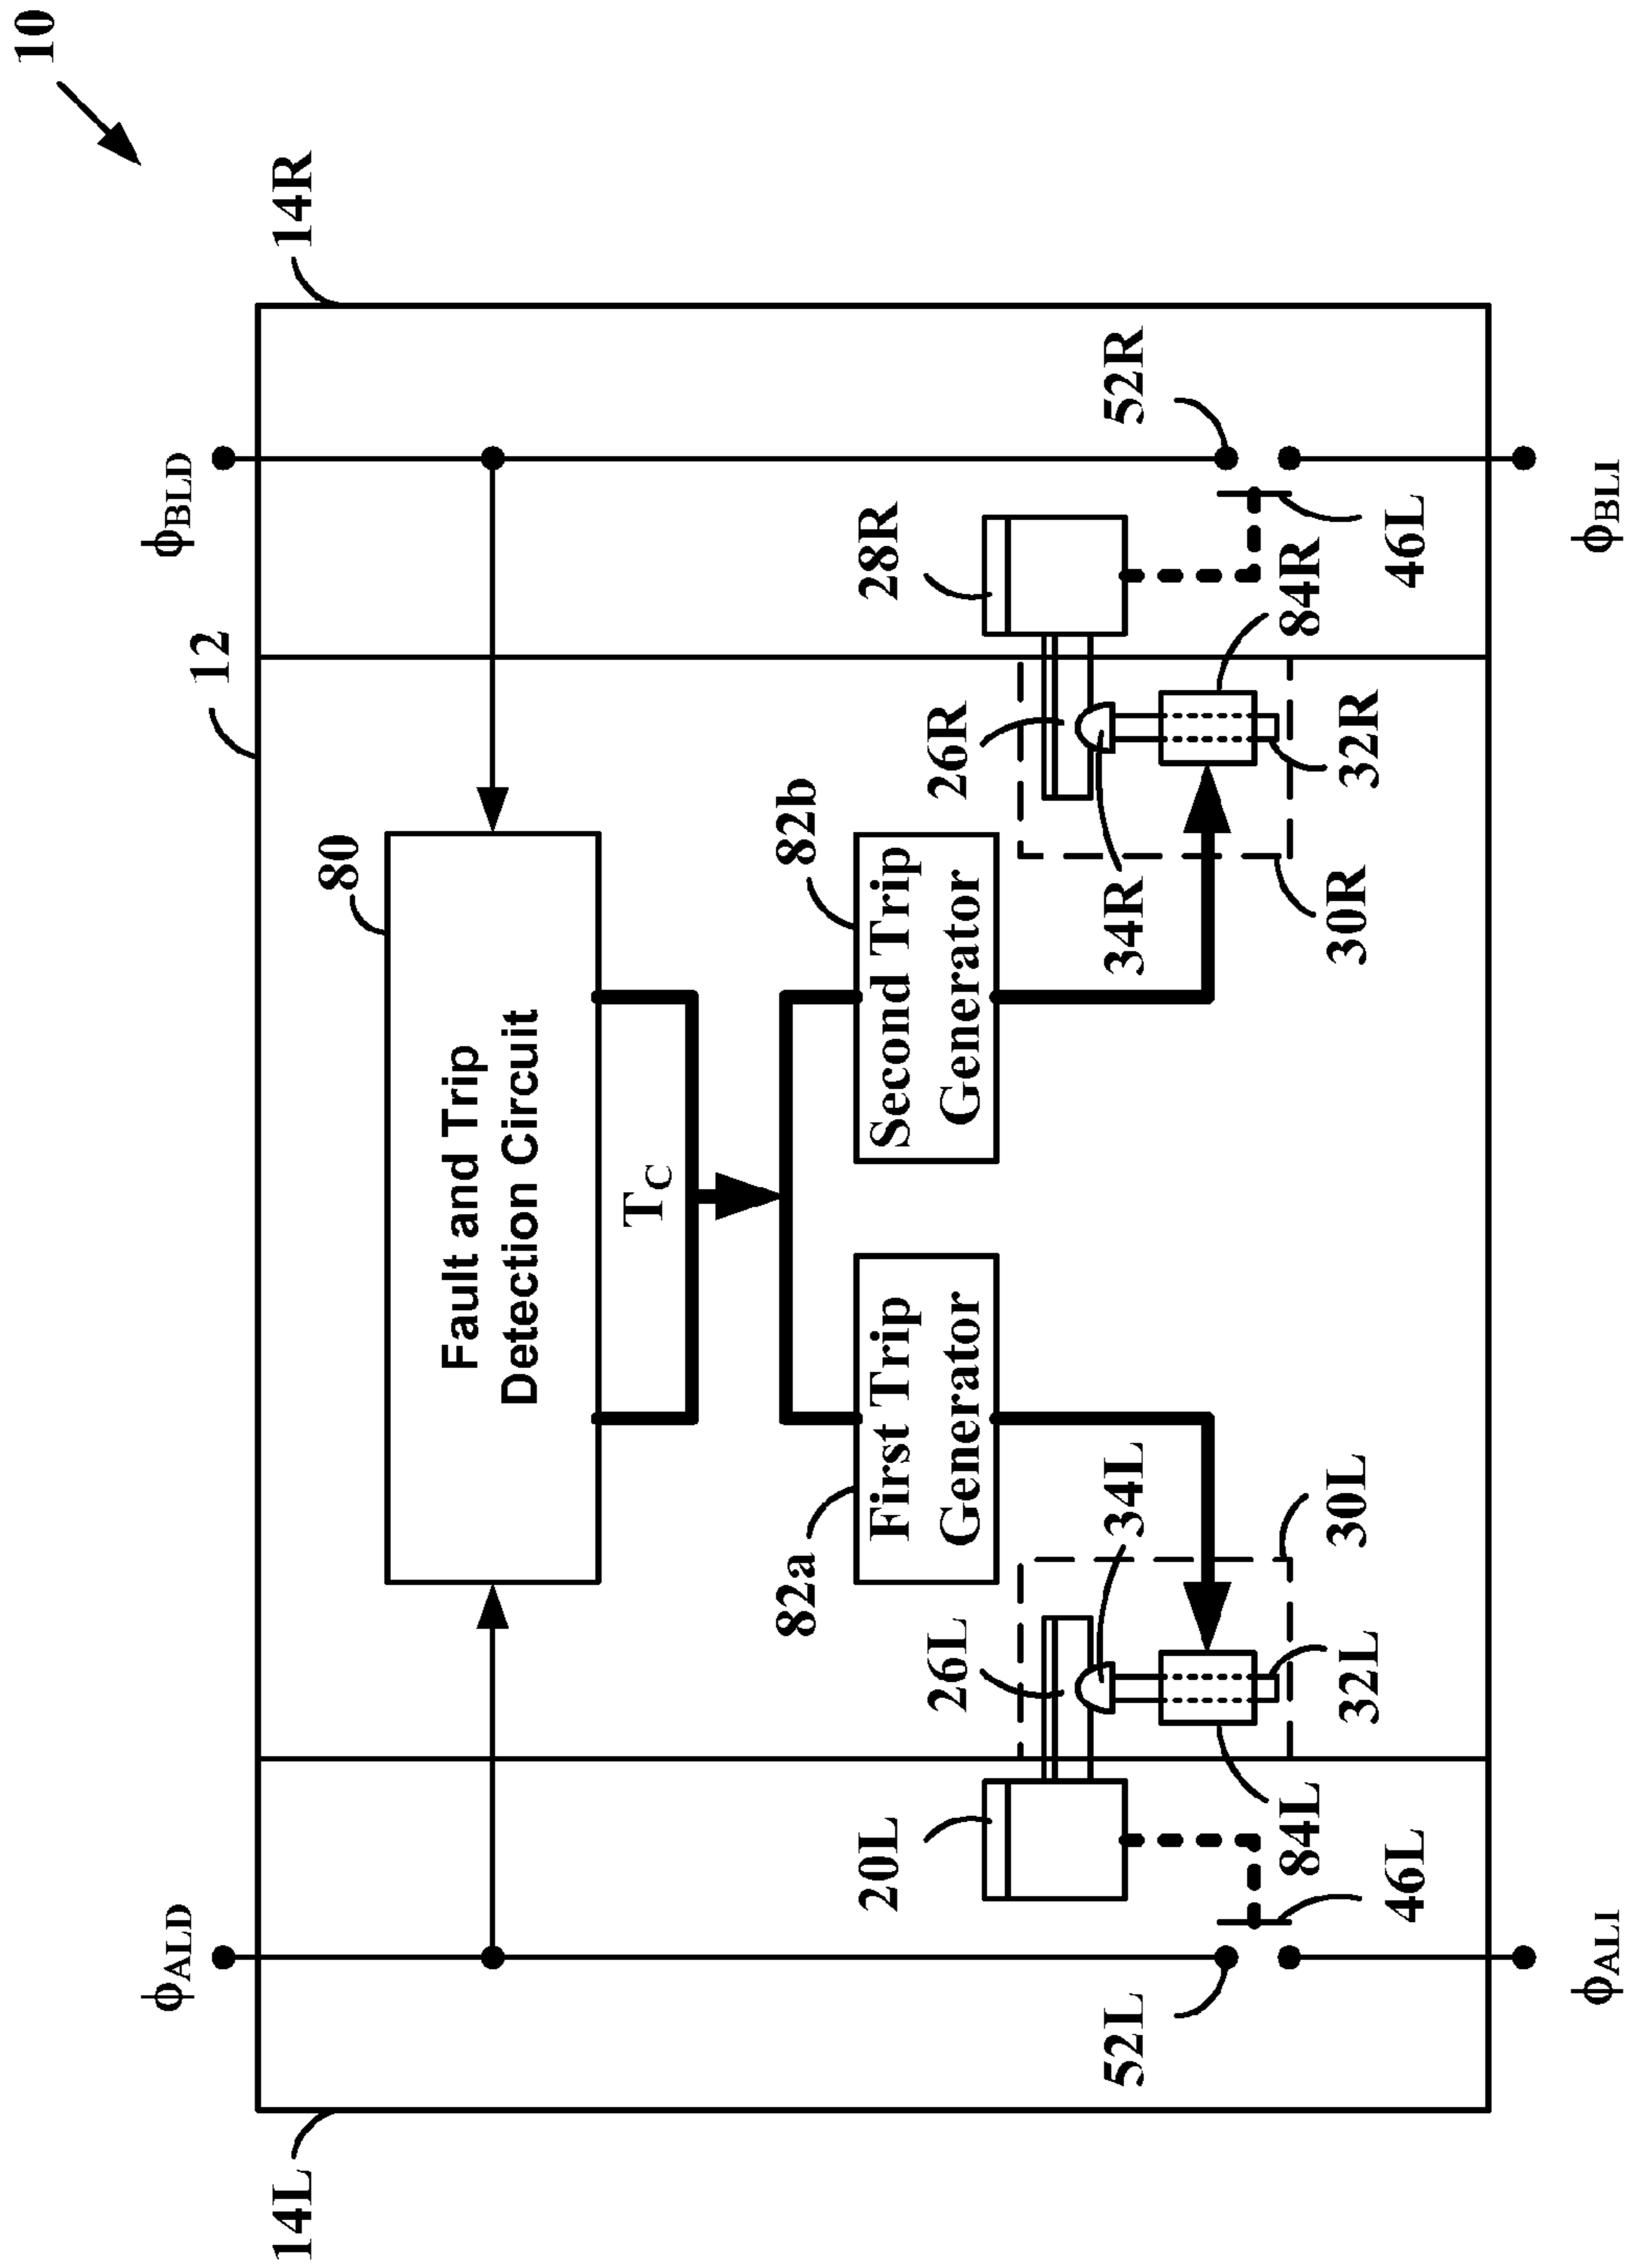 10
14L
12
14R
ϕALD
ϕBLD
80
Fault and Trip
Detection Circuit
TC
82a
First Trip
Generator
82b
Second Trip
Generator
20L
26L
26R
28R
52L
34L
34R
52R
46L
84L
32L
30L
30R
32R
84R
46L
ϕALI
ϕBLI